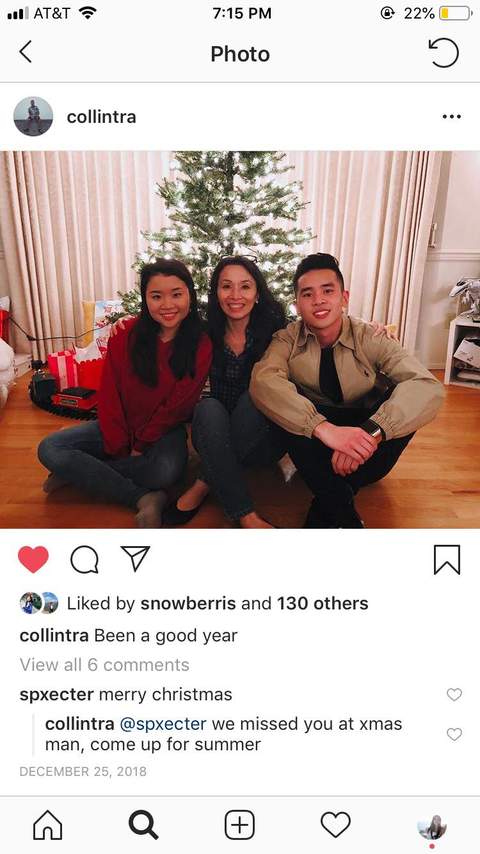 AT&T 7:15 PM 22%
Photo
collintra
Liked by snowberris and 130 others
collintra Been a good year
View all 6 comments
spxecter merry christmas
collintra @spxecter we missed you at xmas
man, come up for summer
DECEMBER 25, 2018